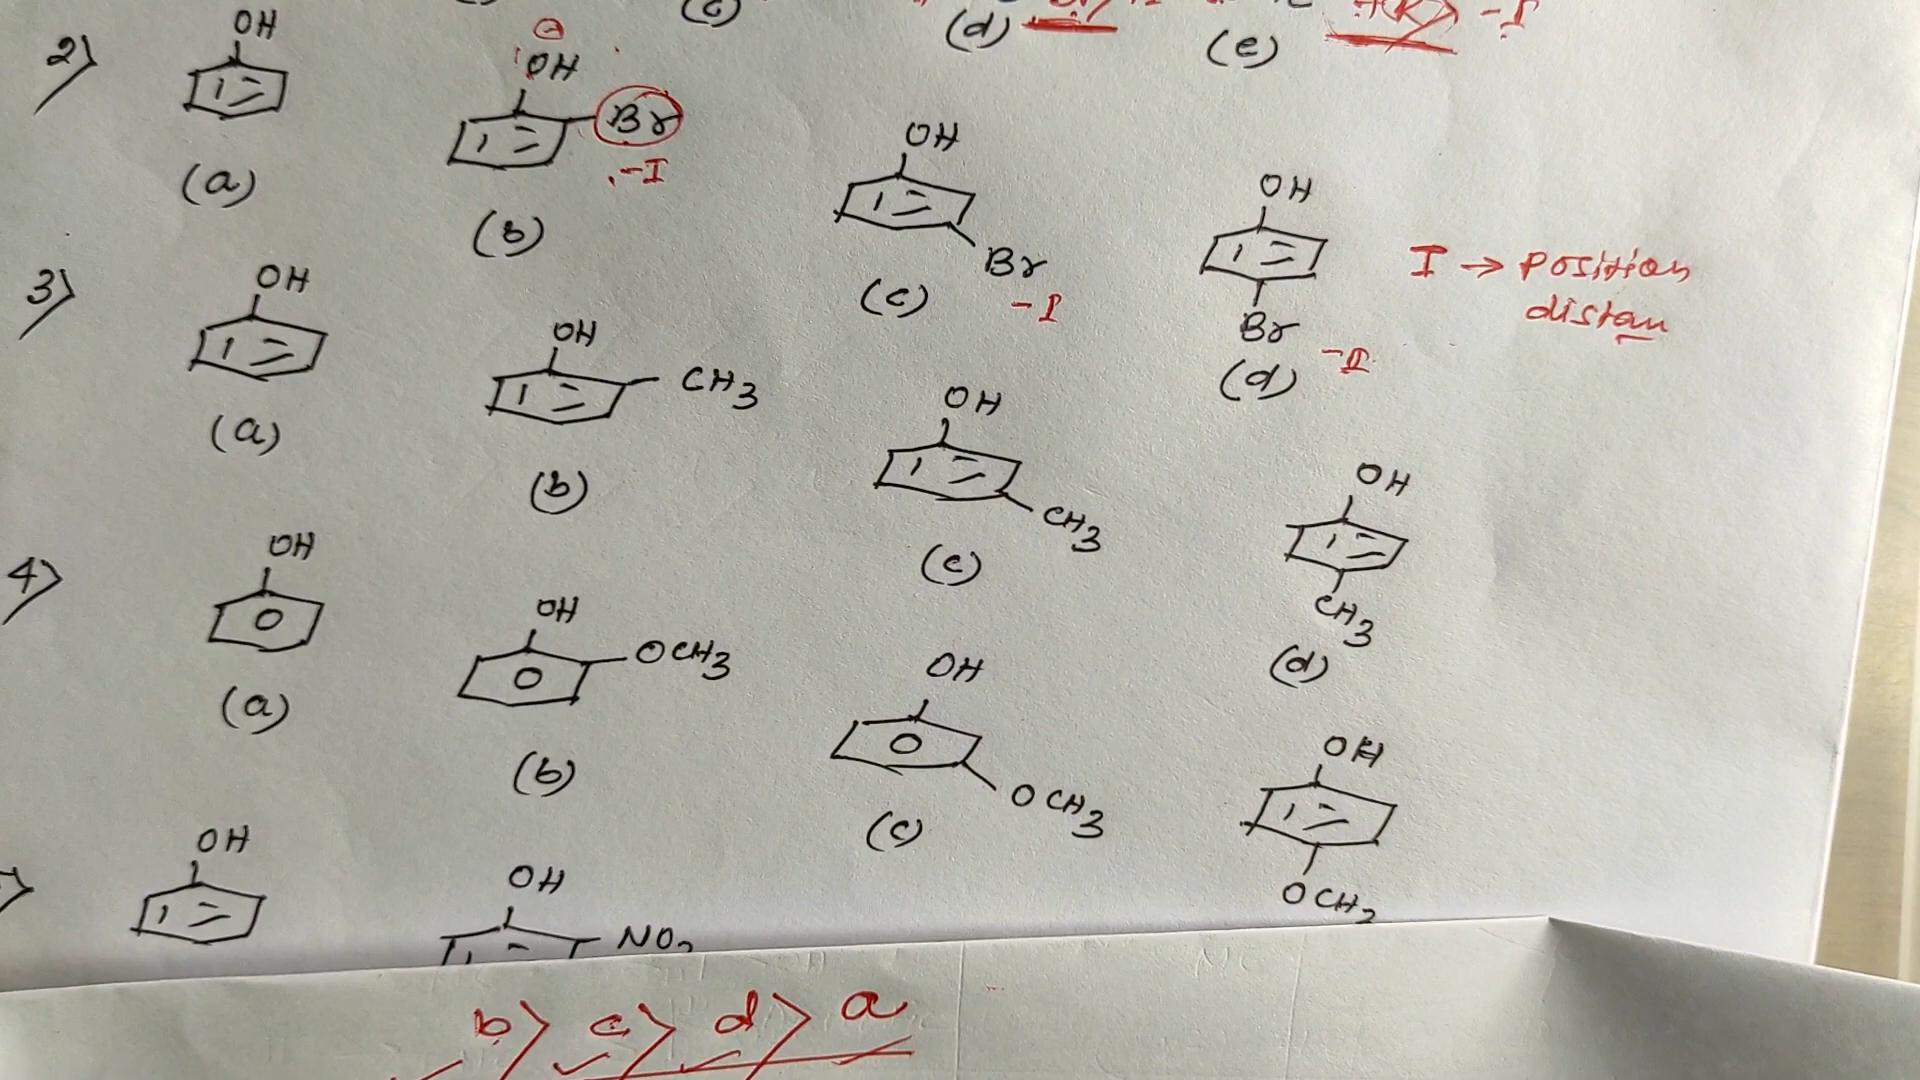 (c)
(d)
(e)
-I
2)
OH
(a)
OH
Br
-I
(b)
OH
Br
-I
(c)
OH
Br
-I
(d)
I → Position
distan
3)
OH
(a)
OH
CH3
(b)
OH
CH3
(c)
OH
CH3
(d)
4)
OH
(a)
OH
OCH3
(b)
OH
OCH3
(c)
OH
OCH3
OH
OH
NO2
b > c > d > a